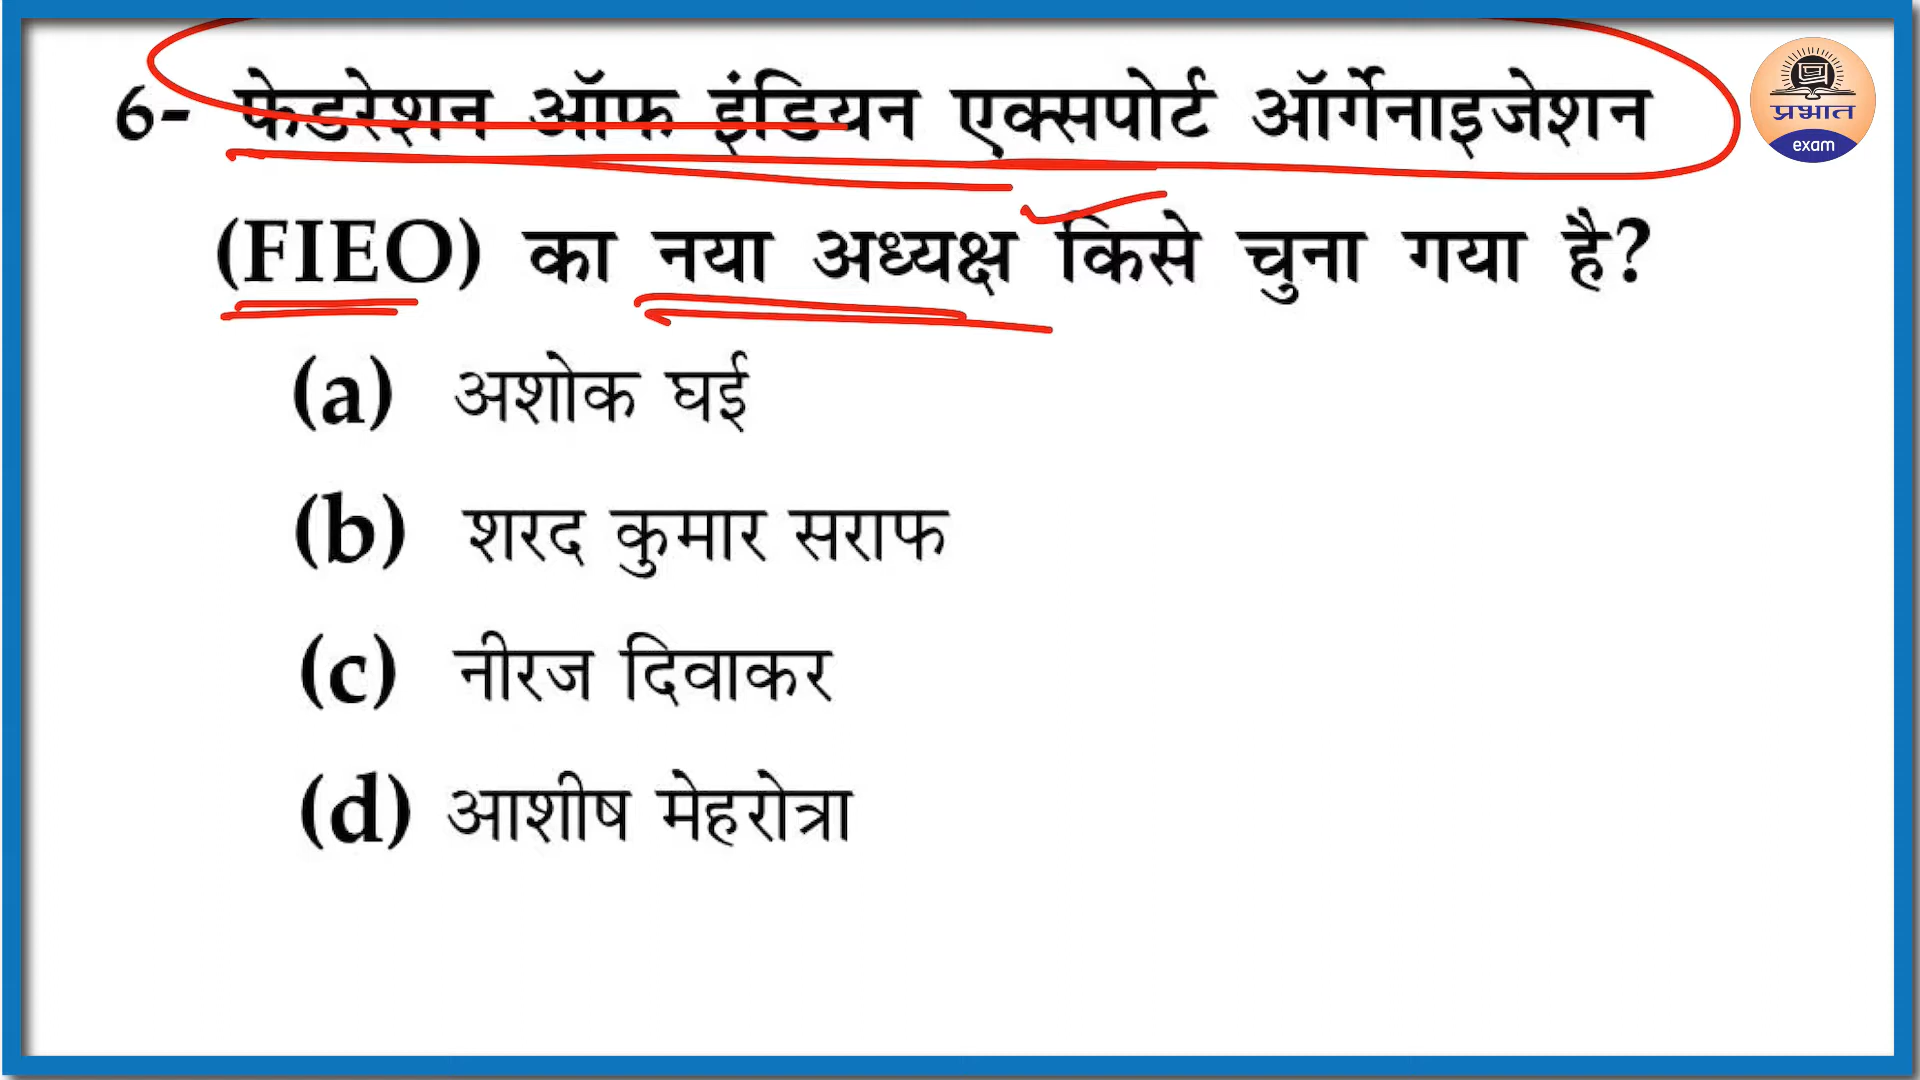 6- फेडरेशन ऑफ इंडियन एक्सपोर्ट ऑर्गेनाइजेशन
(FIEO) का नया अध्यक्ष किसे चुना गया है?
(a) अशोक घई
(b) शरद कुमार सराफ
(c) नीरज दिवाकर
(d) आशीष मेहरोत्रा
प्रभात
exam